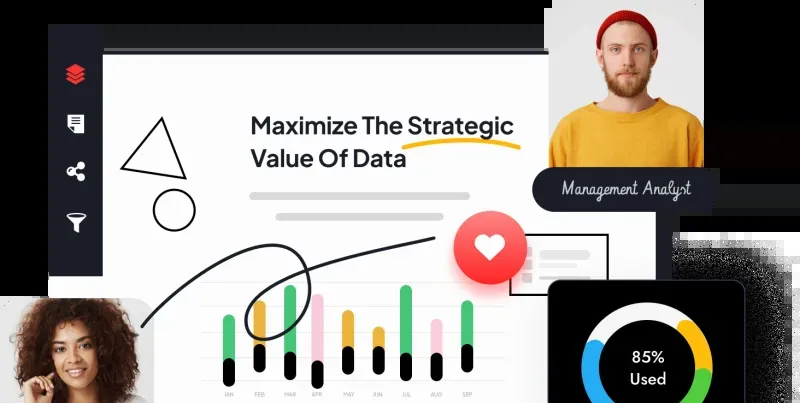 Maximize The Strategic
Value Of Data
Management Analyst
85%
Used
JAN FEB MAR APR MAY JUN JUL AUG SEP